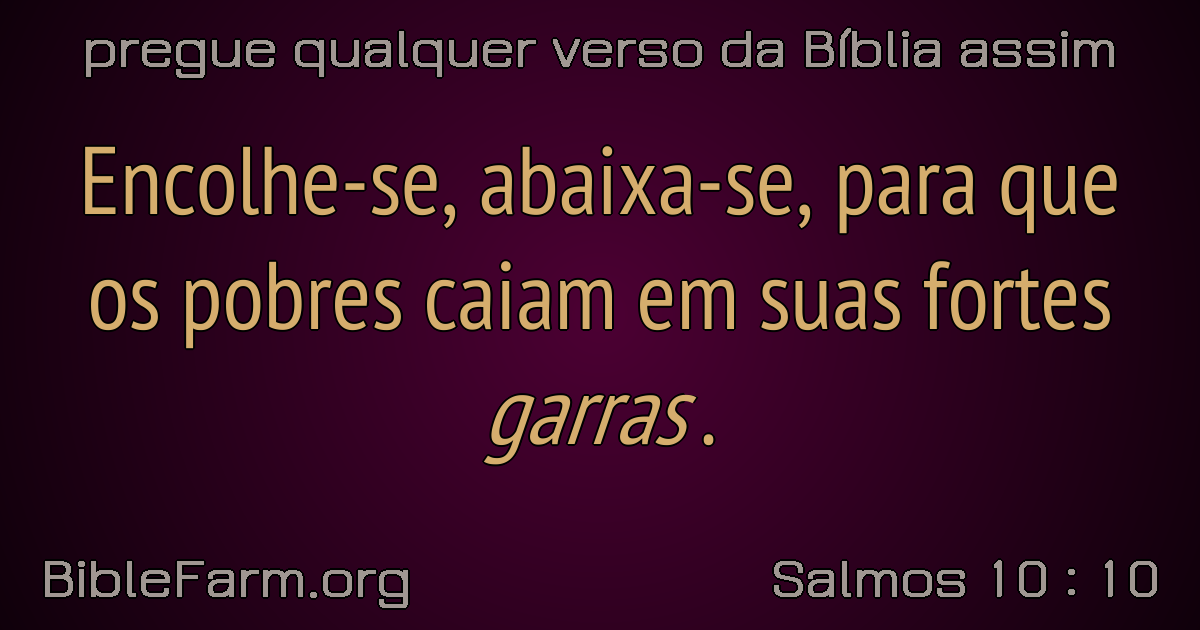 pregue qualquer verso da Bíblia assim
Encolhe-se, abaixa-se, para que
os pobres caiam em suas fortes
garras .
BibleFarm.org
Salmos 10 : 10